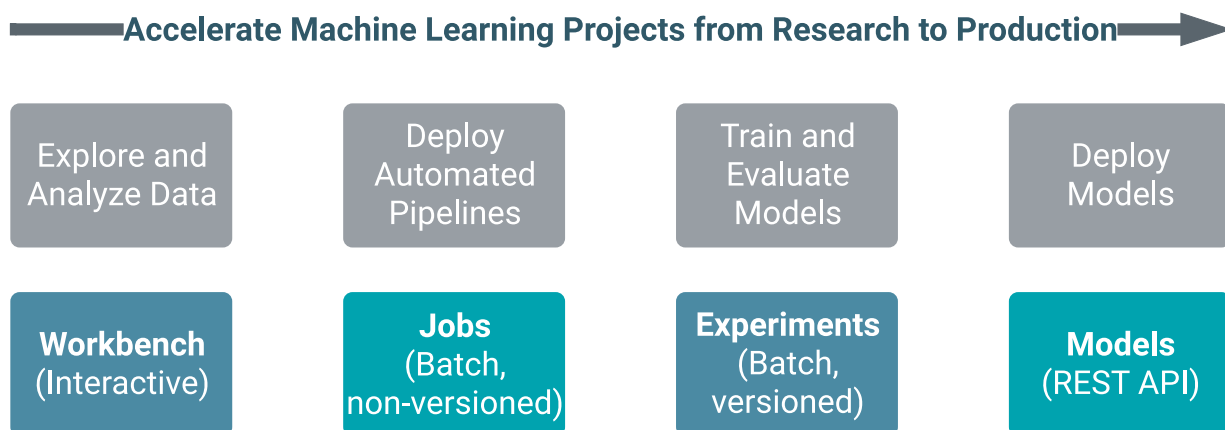 Accelerate Machine Learning Projects from Research to Production
Explore and
Analyze Data
Deploy
Automated
Pipelines
Train and
Evaluate
Models
Deploy
Models
Workbench
(Interactive)
Jobs
(Batch,
non-versioned)
Experiments
(Batch,
versioned)
Models
(REST API)